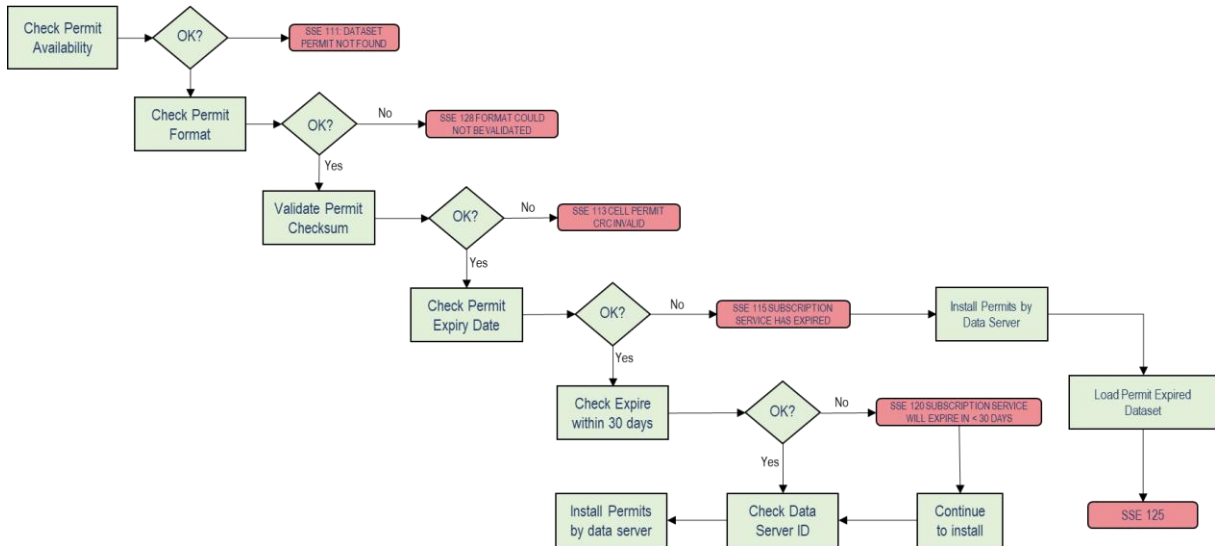 Check Permit
Availability
OK?
SSE 111: DATASET
PERMIT NOT FOUND
Check Permit
Format
OK?
No
SSE 128 FORMAT COULD
NOT BEVALIDATED
Yes
Validate Permit
Checksum
OK?
No
SSE 113 CELL PERMIT
CRC INVALID
Yes
Check Permit
Expiry Date
OK?
No
SSE 115 SUBSCRIPTION
SERVICE HAS EXPIRED
Install Permits by
Data Server
Yes
Load Permit Expired
Dataset
Check Expire
within 30 days
OK?
No
SSE 120 SUBSCRIPTION SERVICE
WILL EXPIRE IN < 30 DAYS
Yes
Install Permits
by data server
Check Data
Server ID
Continue
to install
SSE 125